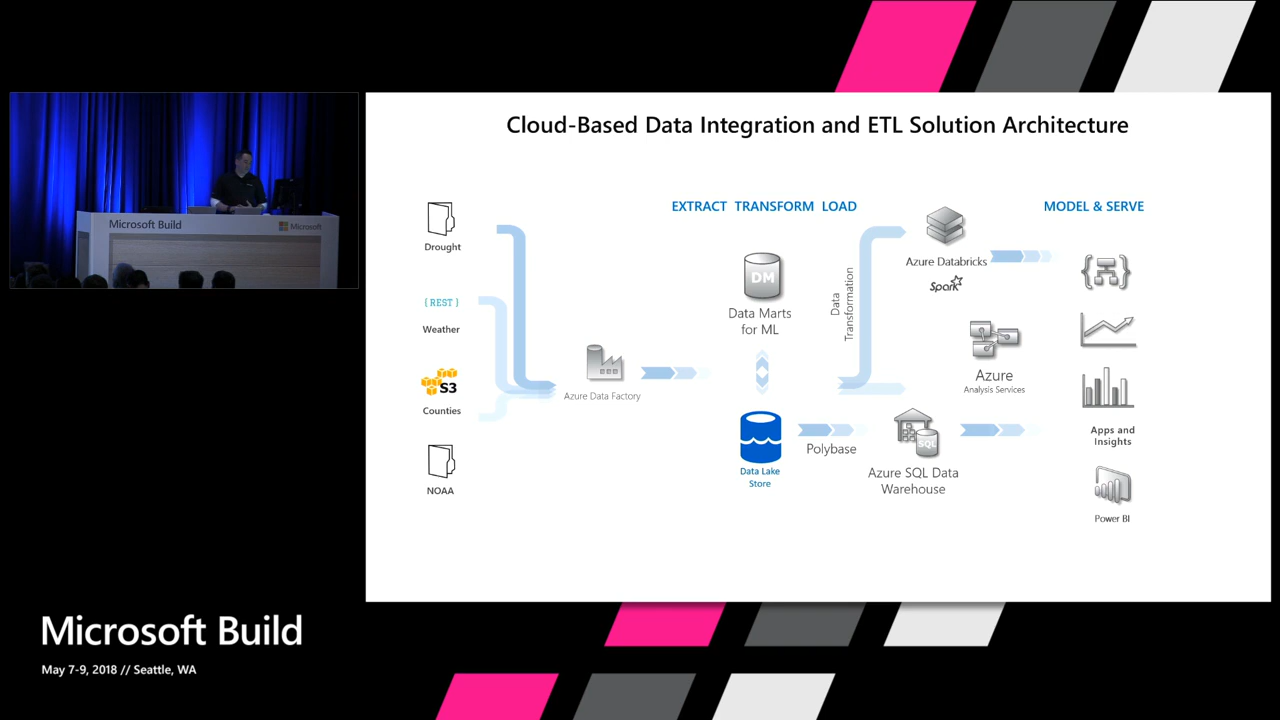 Cloud-Based Data Integration and ETL Solution Architecture
EXTRACT TRANSFORM LOAD
MODEL & SERVE
Drought
{ REST }
Weather
S3
Counties
NOAA
Azure Data Factory
DM
Data Marts
for ML
Data
Transformation
Data Lake
Store
Polybase
Azure Databricks
Spark
Azure
Analysis Services
SQL
Azure SQL Data
Warehouse
Apps and
Insights
Power BI
Microsoft Build
Microsoft
Microsoft Build
May 7-9, 2018 // Seattle, WA